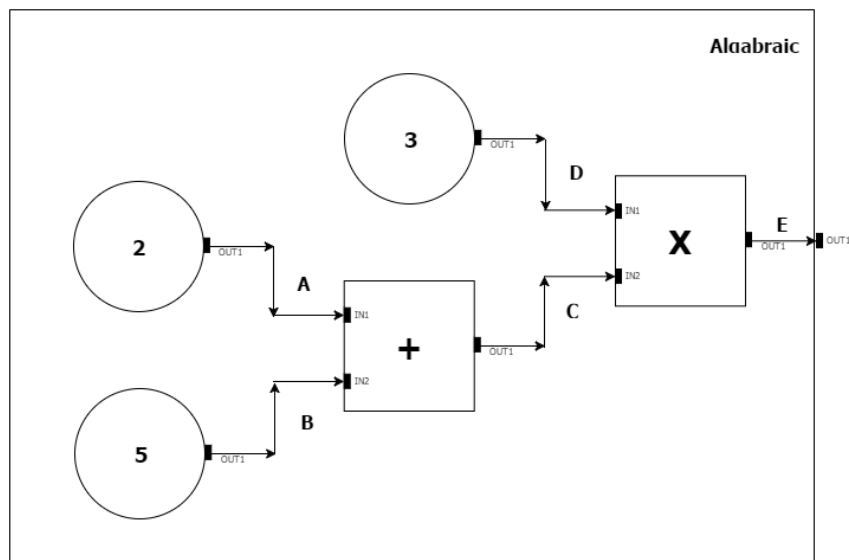 Algabraic
3
OUT1
D
IN1
X
E
OUT1
OUT1
2
OUT1
A
IN1
+
OUT1
C
IN2
IN2
B
5
OUT1